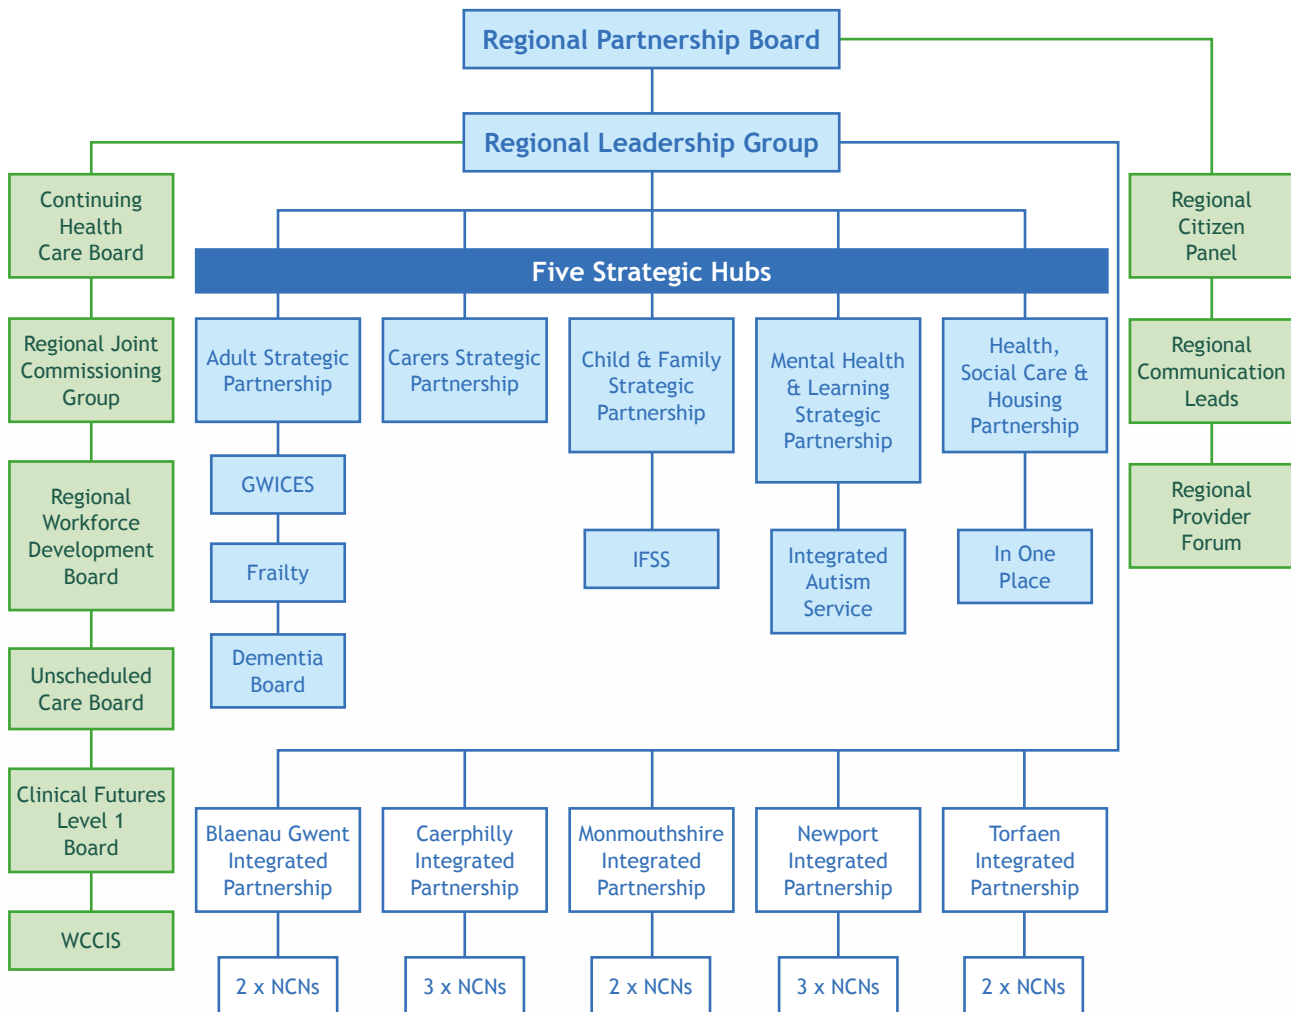 Regional Partnership Board
Regional Leadership Group
Continuing
Health
Care Board
Regional Joint
Commissioning
Group
Regional
Workforce
Development
Board
Unscheduled
Care Board
Clinical Futures
Level 1
Board
WCCIS
Five Strategic Hubs
Adult Strategic
Partnership
GWICES
Frailty
Dementia
Board
Carers Strategic
Partnership
Child & Family
Strategic
Partnership
IFSS
Mental Health
& Learning
Strategic
Partnership
Integrated
Autism
Service
Health,
Social Care &
Housing
Partnership
In One
Place
Regional
Citizen
Panel
Regional
Communication
Leads
Regional
Provider
Forum
Blaenau Gwent
Integrated
Partnership
2 x NCNs
Caerphilly
Integrated
Partnership
3 x NCNs
Monmouthshire
Integrated
Partnership
2 x NCNs
Newport
Integrated
Partnership
3 x NCNs
Torfaen
Integrated
Partnership
2 x NCNs